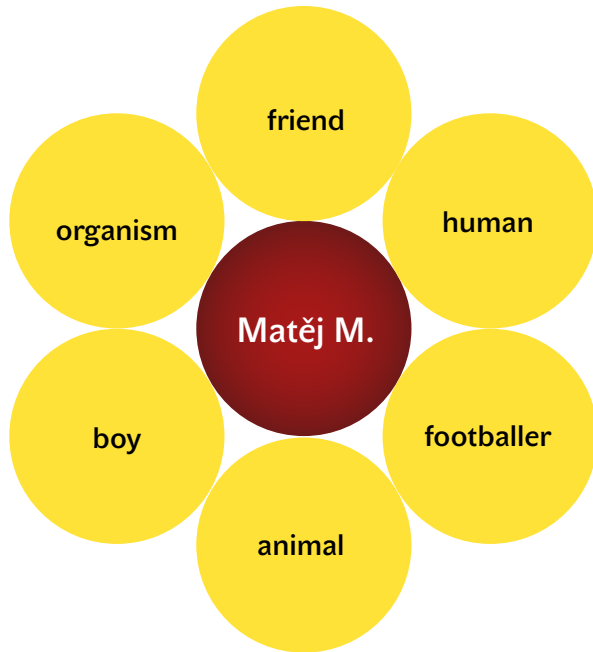 friend
human
organism
Matěj M.
footballer
boy
animal